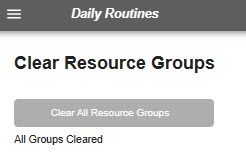 Daily Routines
Clear Resource Groups
Clear All Resource Groups
All Groups Cleared